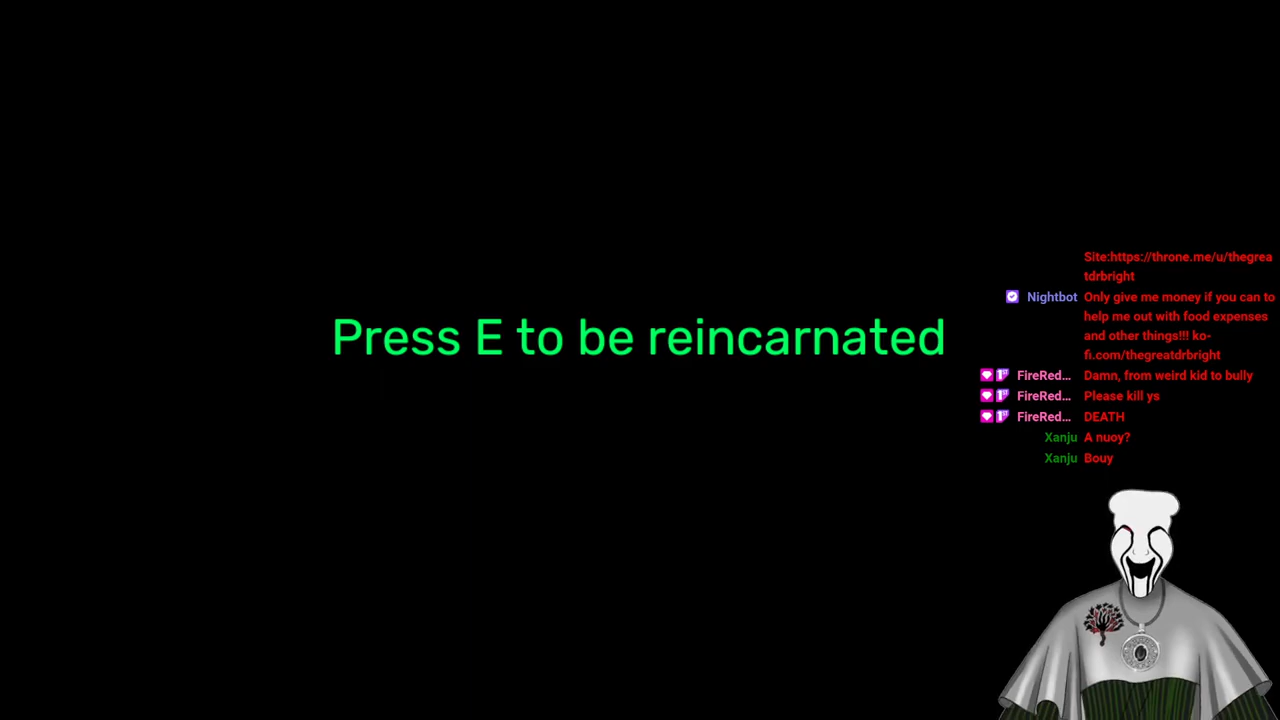 Site:https://throne.me/u/thegrea
tdrbright
Nightbot Only give me money if you can to
help me out with food expenses
and other things!!! ko-
fi.com/thegreatdrbright
Press E to be reincarnated
FireRed... Damn, from weird kid to bully
FireRed... Please kill ys
FireRed... DEATH
Xanju A nuoy?
Xanju Bouy